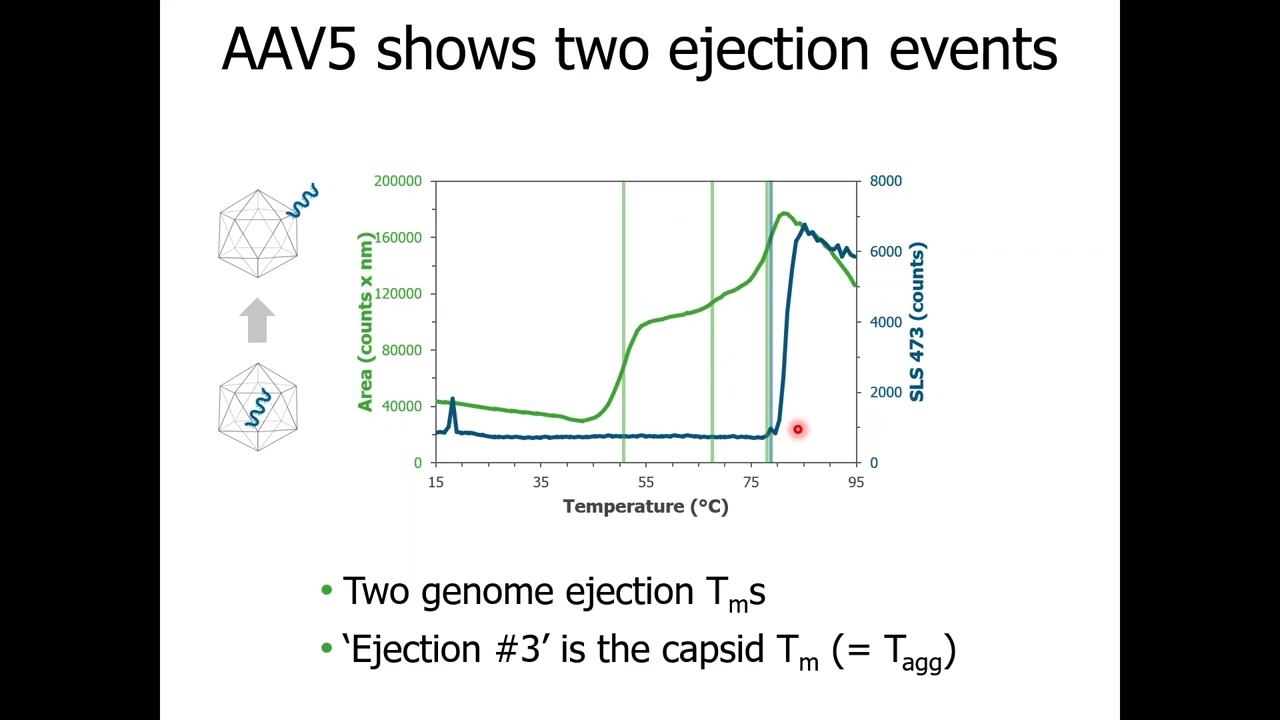 AAV5 shows two ejection events
200000
160000
120000
80000
40000
0
Area (counts x nm)
8000
6000
4000
2000
0
SLS 473 (counts)
15 35 55 75 95
Temperature (°C)
• Two genome ejection Tms
• ‘Ejection #3’ is the capsid Tm (= Tagg)